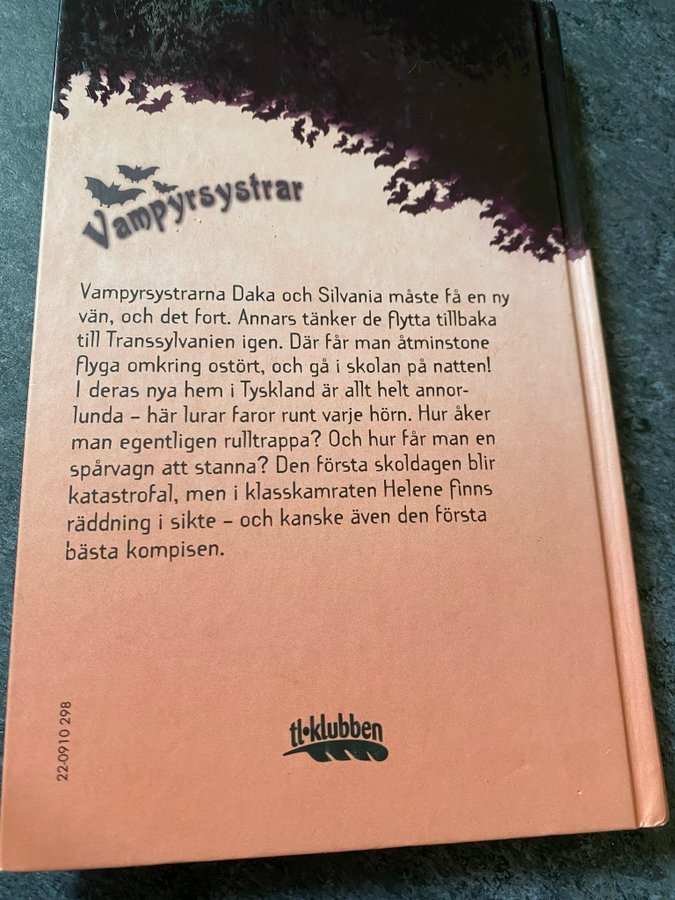 Vampyrsystrar
Vampyrsystrarna Daka och Silvania måste få en ny
vän, och det fort. Annars tänker de flytta tillbaka
till Transsylvanien igen. Där får man åtminstone
flyga omkring ostört, och gå i skolan på natten!
I deras nya hem i Tyskland är allt helt annor-
lunda – här lurar faror runt varje hörn. Hur åker
man egentligen rulltrappa? Och hur får man en
spårvagn att stanna? Den första skoldagen blir
katastrofal, men i klasskamraten Helene finns
räddning i sikte – och kanske även den första
bästa kompisen.
tl•klubben
22-0910 298